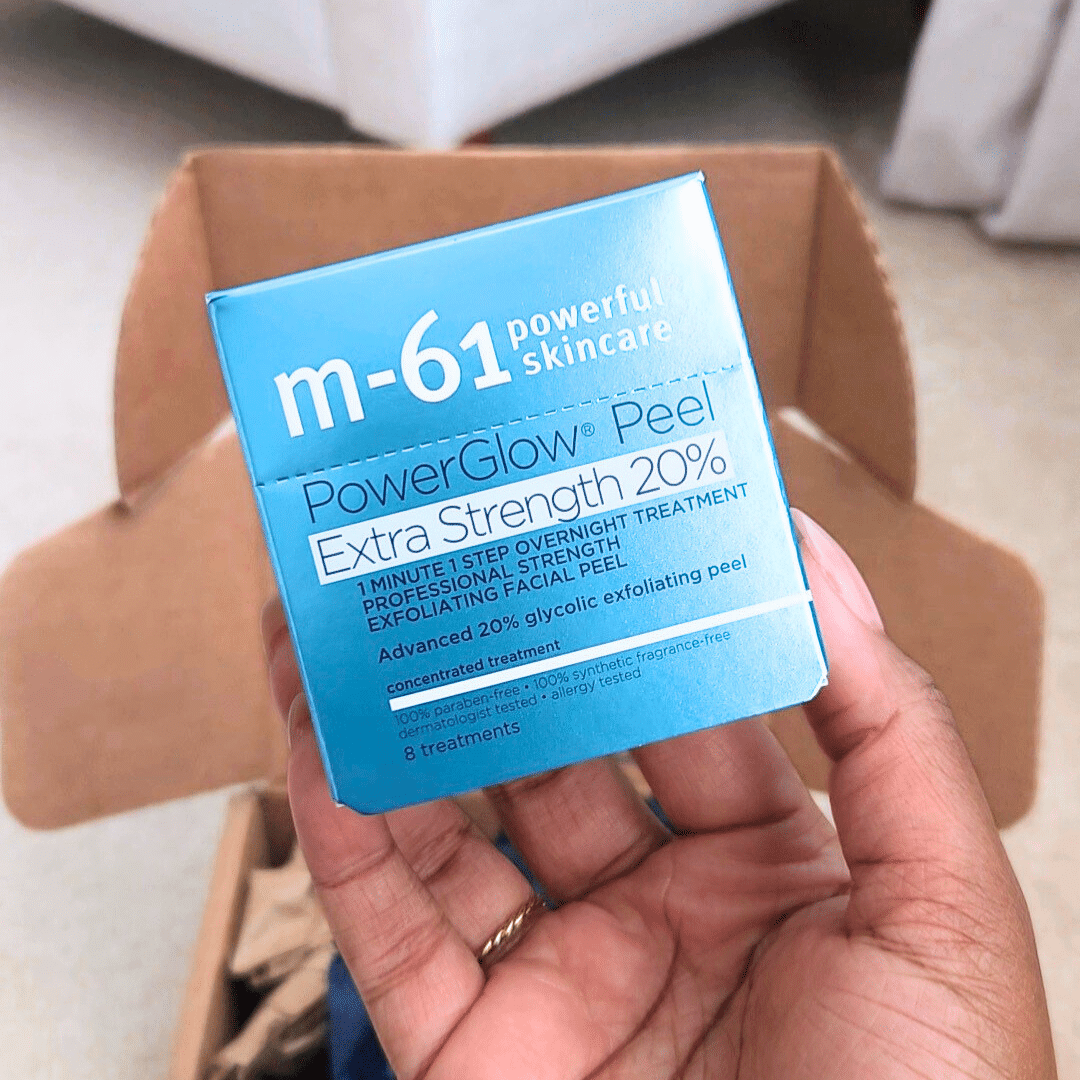 m-61 powerful
skincare
PowerGlow® Peel
Extra Strength 20%
1 MINUTE 1 STEP OVERNIGHT TREATMENT
PROFESSIONAL STRENGTH
EXFOLIATING FACIAL PEEL
Advanced 20% glycolic exfoliating peel
concentrated treatment
100% paraben-free • 100% synthetic fragrance-free
dermatologist tested • allergy tested
8 treatments